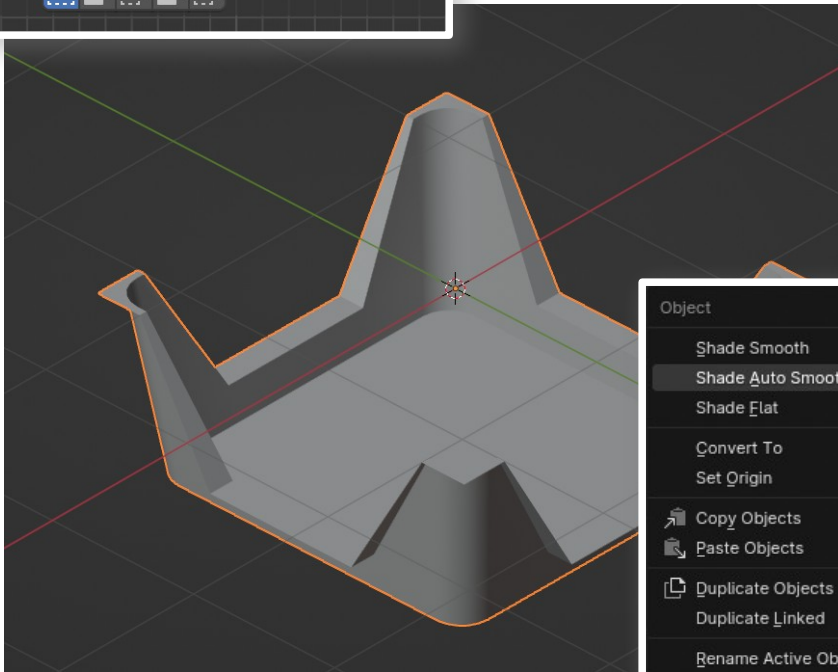 Object
Shade Smooth
Shade Auto Smoot
Shade Flat
Convert To
Set Origin
Copy Objects
Paste Objects
Duplicate Objects
Duplicate Linked
Rename Active Ob